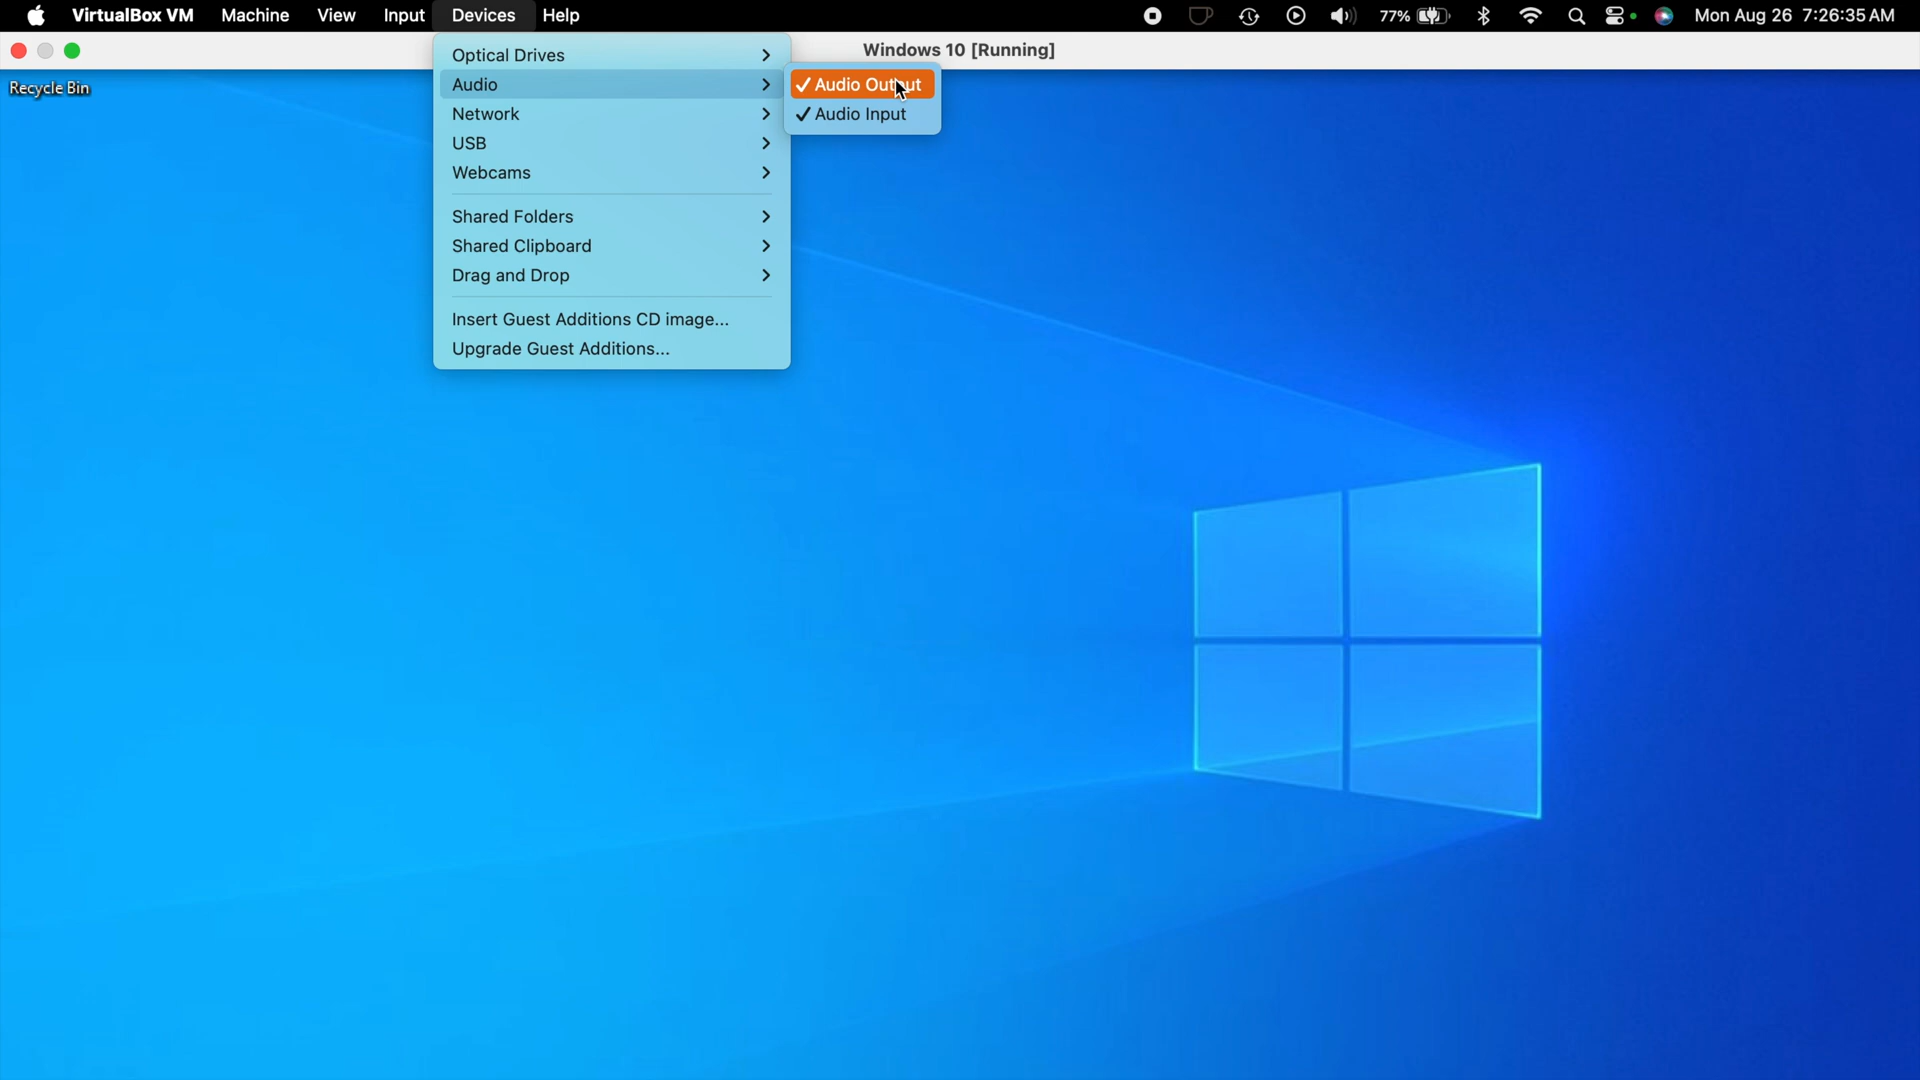 VirtualBox VM Machine View Input Devices Help 77% Mon Aug 26 7:26:35 AM
Windows 10 [Running]
Recycle Bin
Optical Drives
Audio
Network
USB
Webcams
Shared Folders
Shared Clipboard
Drag and Drop
Insert Guest Additions CD image...
Upgrade Guest Additions...
✓ Audio Output
✓ Audio Input